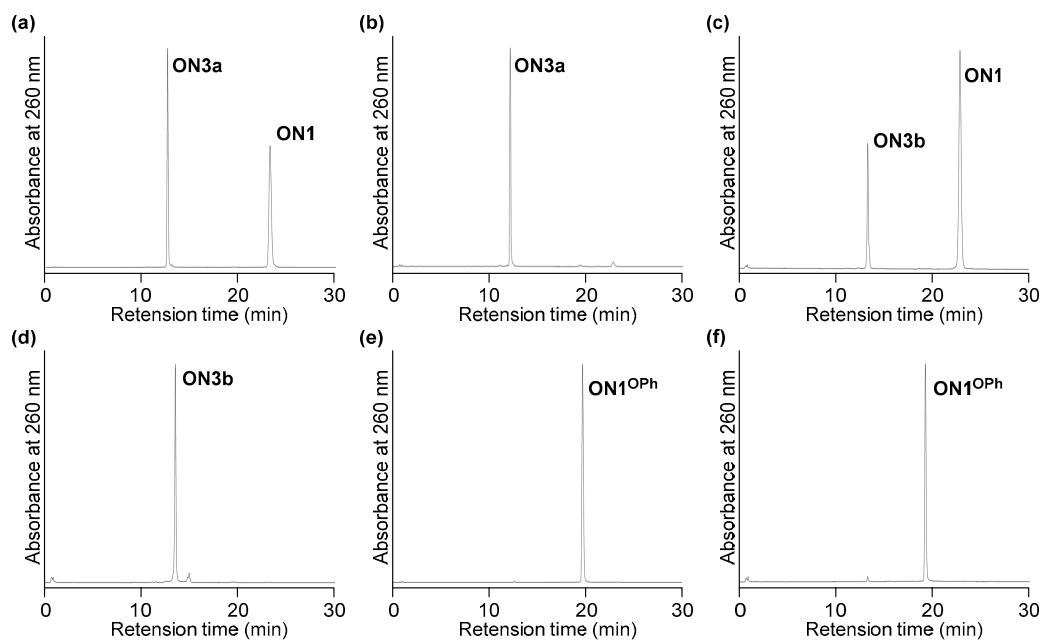 (a)
Absorbance at 260 nm
ON3a
ON1
0 10 20 30
Retension time (min)
(b)
Absorbance at 260 nm
ON3a
0 10 20 30
Retension time (min)
(c)
Absorbance at 260 nm
ON1
ON3b
0 10 20 30
Retension time (min)
(d)
Absorbance at 260 nm
ON3b
0 10 20 30
Retension time (min)
(e)
Absorbance at 260 nm
ON1OPh
0 10 20 30
Retension time (min)
(f)
Absorbance at 260 nm
ON1OPh
0 10 20 30
Retension time (min)